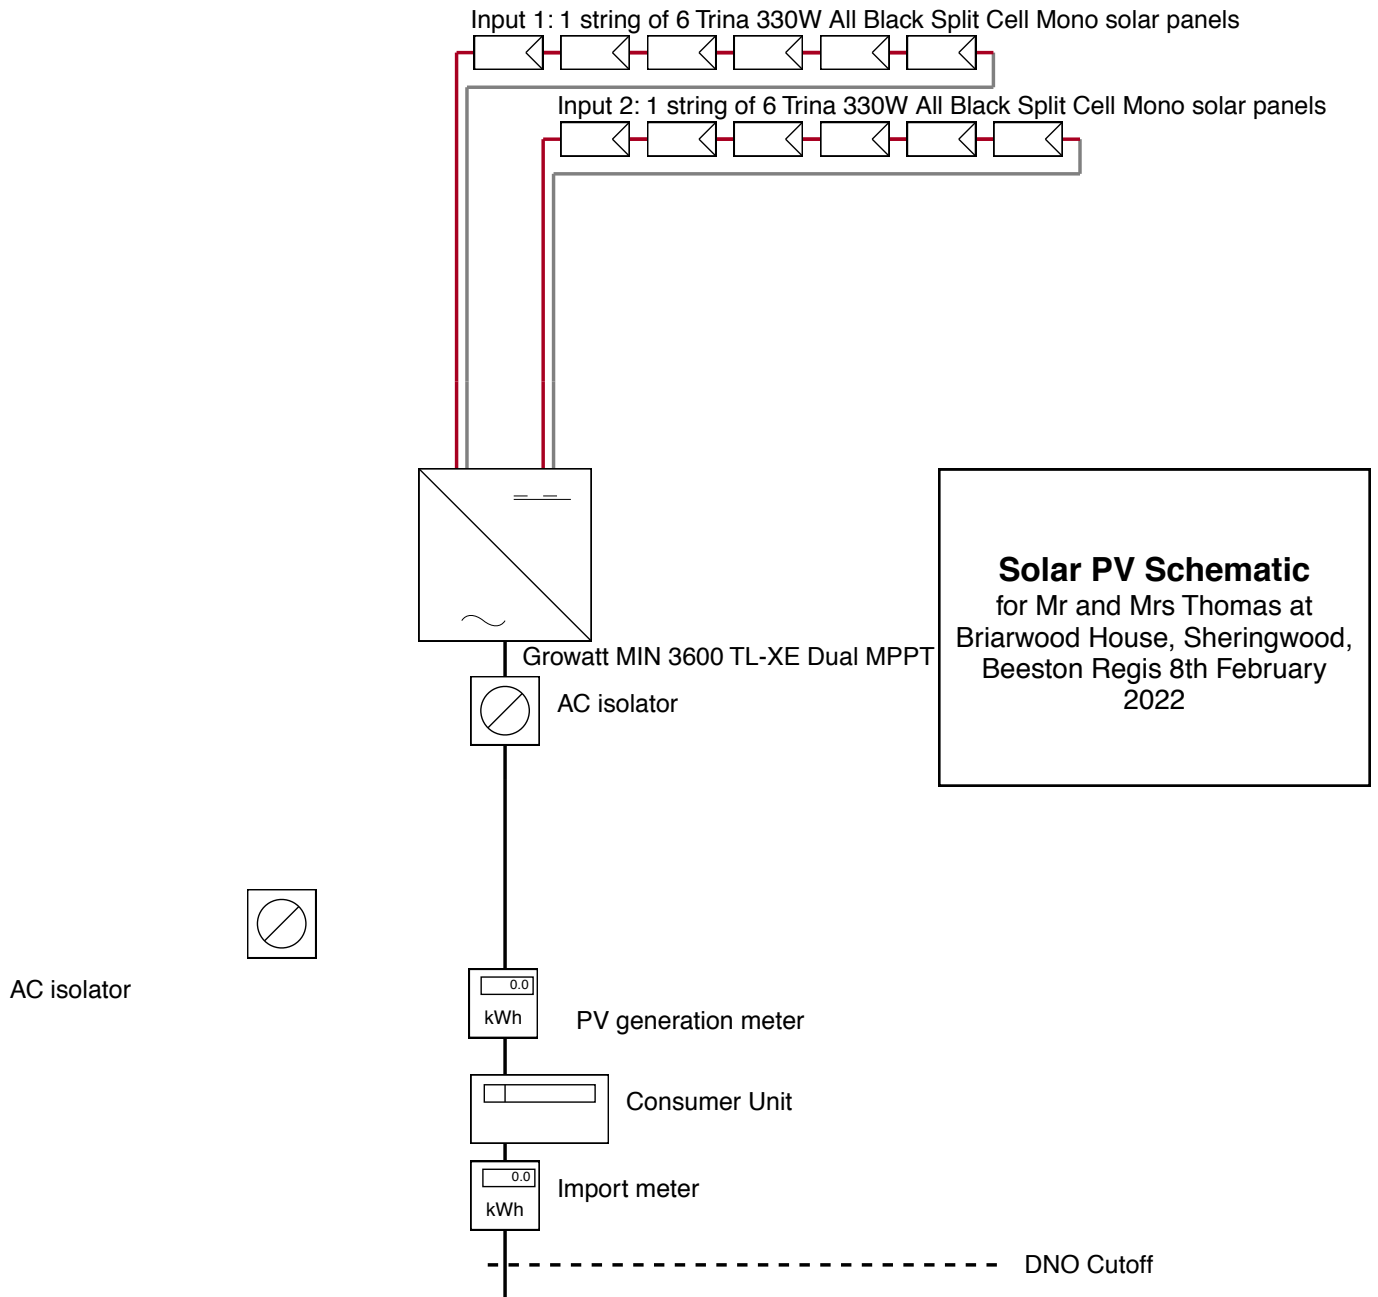 Input 1: 1 string of 6 Trina 330W All Black Split Cell Mono solar panels
Input 2: 1 string of 6 Trina 330W All Black Split Cell Mono solar panels
Solar PV Schematic
for Mr and Mrs Thomas at
Briarwood House, Sheringwood,
Beeston Regis 8th February
2022
Growatt MIN 3600 TL-XE Dual MPPT
AC isolator
AC isolator
0.0
kWh
PV generation meter
Consumer Unit
0.0
kWh
Import meter
DNO Cutoff